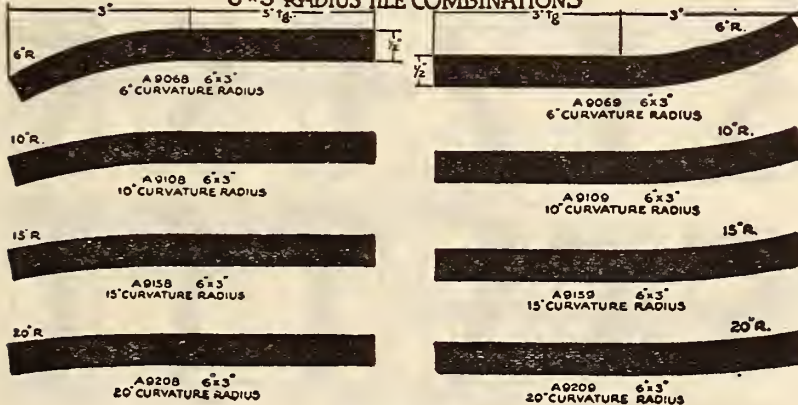 6"x3" RADIUS TILE COMBINATIONS
3" 3" tg.
6"R
1/2"
A9068 6"x3"
6" CURVATURE RADIUS
3" tg 3"
6"R.
1/2"
A9069 6"x3"
6" CURVATURE RADIUS
10"R.
A9108 6"x3"
10" CURVATURE RADIUS
10"R.
A9109 6"x3"
10" CURVATURE RADIUS
15"R
A9158 6"x3"
15" CURVATURE RADIUS
15"R.
A9159 6"x3"
15" CURVATURE RADIUS
20"R
A9208 6"x3"
20" CURVATURE RADIUS
20"R.
A9209 6"x3"
20" CURVATURE RADIUS